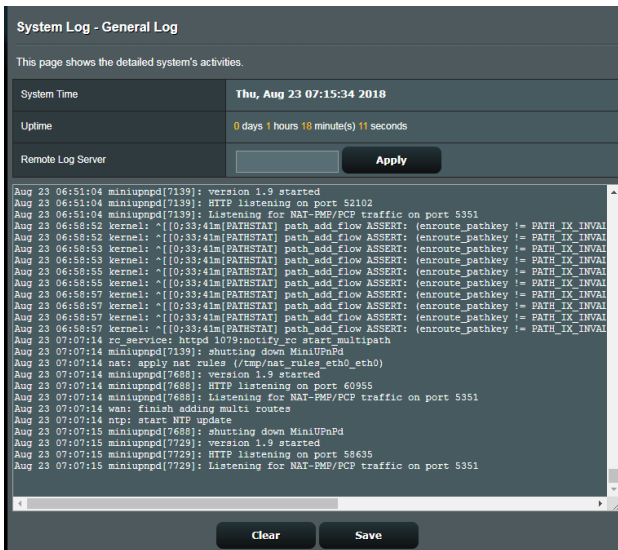 System Log - General Log
This page shows the detailed system's activities.
System Time Thu, Aug 23 07:15:34 2018
Uptime 0 days 1 hours 18 minute(s) 11 seconds
Remote Log Server Apply
Aug 23 06:51:04 miniupnpd[7139]: version 1.9 started
Aug 23 06:51:04 miniupnpd[7139]: HTTP listening on port 52102
Aug 23 06:51:04 miniupnpd[7139]: Listening for NAT-PMP/PCP traffic on port 5351
Aug 23 06:58:52 kernel: ^[[0;33;41m[PATHSTAT] path_add_flow ASSERT: (enroute_pathkey != PATH_IX_INVAL
Aug 23 06:58:53 kernel: ^[[0;33;41m[PATHSTAT] path_add_flow ASSERT: (enroute_pathkey != PATH_IX_INVAL
Aug 23 06:58:53 kernel: ^[[0;33;41m[PATHSTAT] path_add_flow ASSERT: (enroute_pathkey != PATH_IX_INVAL
Aug 23 06:58:53 kernel: ^[[0;33;41m[PATHSTAT] path_add_flow ASSERT: (enroute_pathkey != PATH_IX_INVAL
Aug 23 06:58:55 kernel: ^[[0;33;41m[PATHSTAT] path_add_flow ASSERT: (enroute_pathkey != PATH_IX_INVAL
Aug 23 06:58:55 kernel: ^[[0;33;41m[PATHSTAT] path_add_flow ASSERT: (enroute_pathkey != PATH_IX_INVAL
Aug 23 06:58:57 kernel: ^[[0;33;41m[PATHSTAT] path_add_flow ASSERT: (enroute_pathkey != PATH_IX_INVAL
Aug 23 06:58:57 kernel: ^[[0;33;41m[PATHSTAT] path_add_flow ASSERT: (enroute_pathkey != PATH_IX_INVAL
Aug 23 06:58:57 kernel: ^[[0;33;41m[PATHSTAT] path_add_flow ASSERT: (enroute_pathkey != PATH_IX_INVAL
Aug 23 06:58:57 kernel: ^[[0;33;41m[PATHSTAT] path_add_flow ASSERT: (enroute_pathkey != PATH_IX_INVAL
Aug 23 07:07:14 rc_service: httpd 1079:notify_rc start_multipath
Aug 23 07:07:14 miniupnpd[7139]: shutting down MiniUPnPd
Aug 23 07:07:14 nat: apply nat rules (/tmp/nat_rules_eth0_eth0)
Aug 23 07:07:14 miniupnpd[7688]: version 1.9 started
Aug 23 07:07:14 miniupnpd[7688]: HTTP listening on port 60955
Aug 23 07:07:14 miniupnpd[7688]: Listening for NAT-PMP/PCP traffic on port 5351
Aug 23 07:07:14 wan: finish adding multi routes
Aug 23 07:07:14 ntp: start NTP update
Aug 23 07:07:15 miniupnpd[7688]: shutting down MiniUPnPd
Aug 23 07:07:15 miniupnpd[7729]: version 1.9 started
Aug 23 07:07:15 miniupnpd[7729]: HTTP listening on port 58635
Aug 23 07:07:15 miniupnpd[7729]: Listening for NAT-PMP/PCP traffic on port 5351
Clear Save